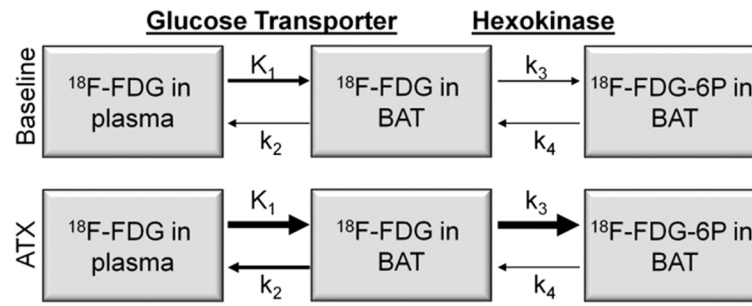 Glucose Transporter Hexokinase
Baseline
¹⁸F-FDG in
plasma
K₁
k₂
¹⁸F-FDG in
BAT
k₃
k₄
¹⁸F-FDG-6P in
BAT
ATX
¹⁸F-FDG in
plasma
K₁
k₂
¹⁸F-FDG in
BAT
k₃
k₄
¹⁸F-FDG-6P in
BAT